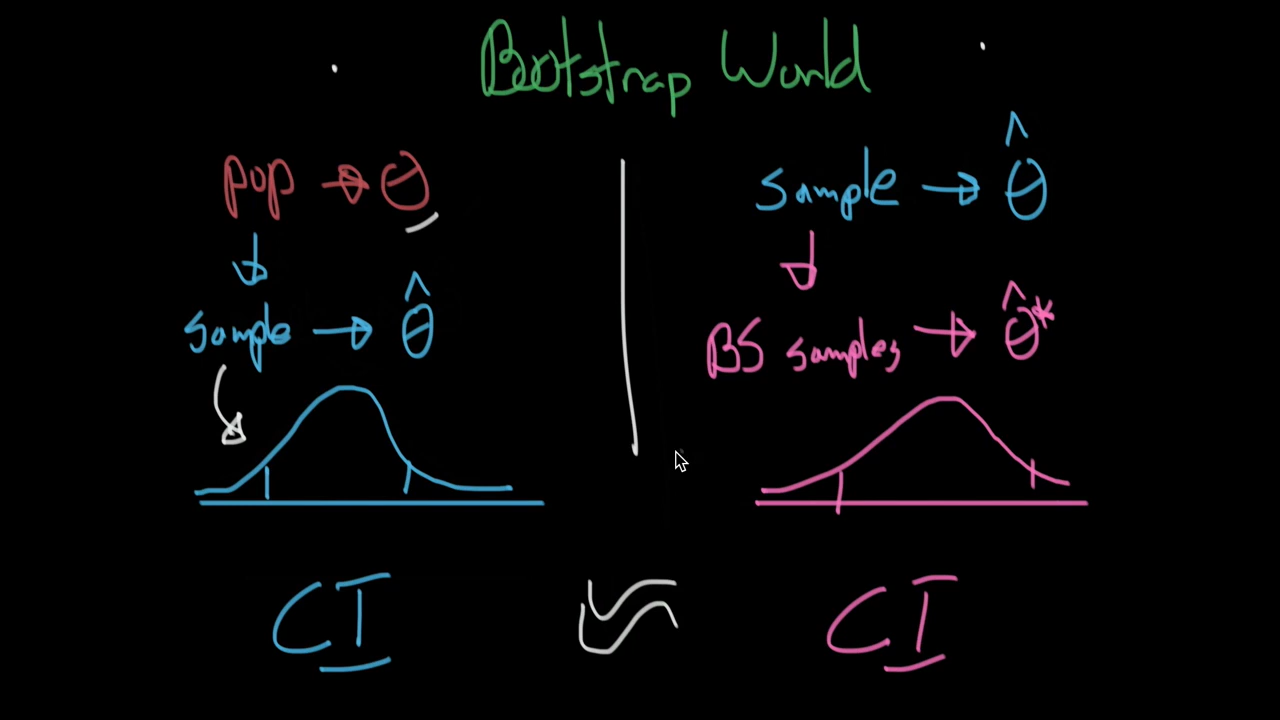 Bootstrap World
pop → θ
sample → θ̂
sample → θ̂
BS samples → θ̂*
CI ≈ CI